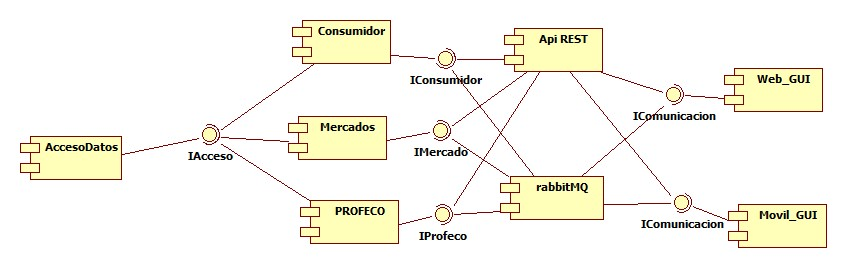 Consumidor
Api REST
IConsumidor
Web_GUI
IComunicacion
Mercados
IMercado
AccesoDatos
IAcceso
rabbitMQ
PROFECO
IProfeco
IComunicacion
Movil_GUI